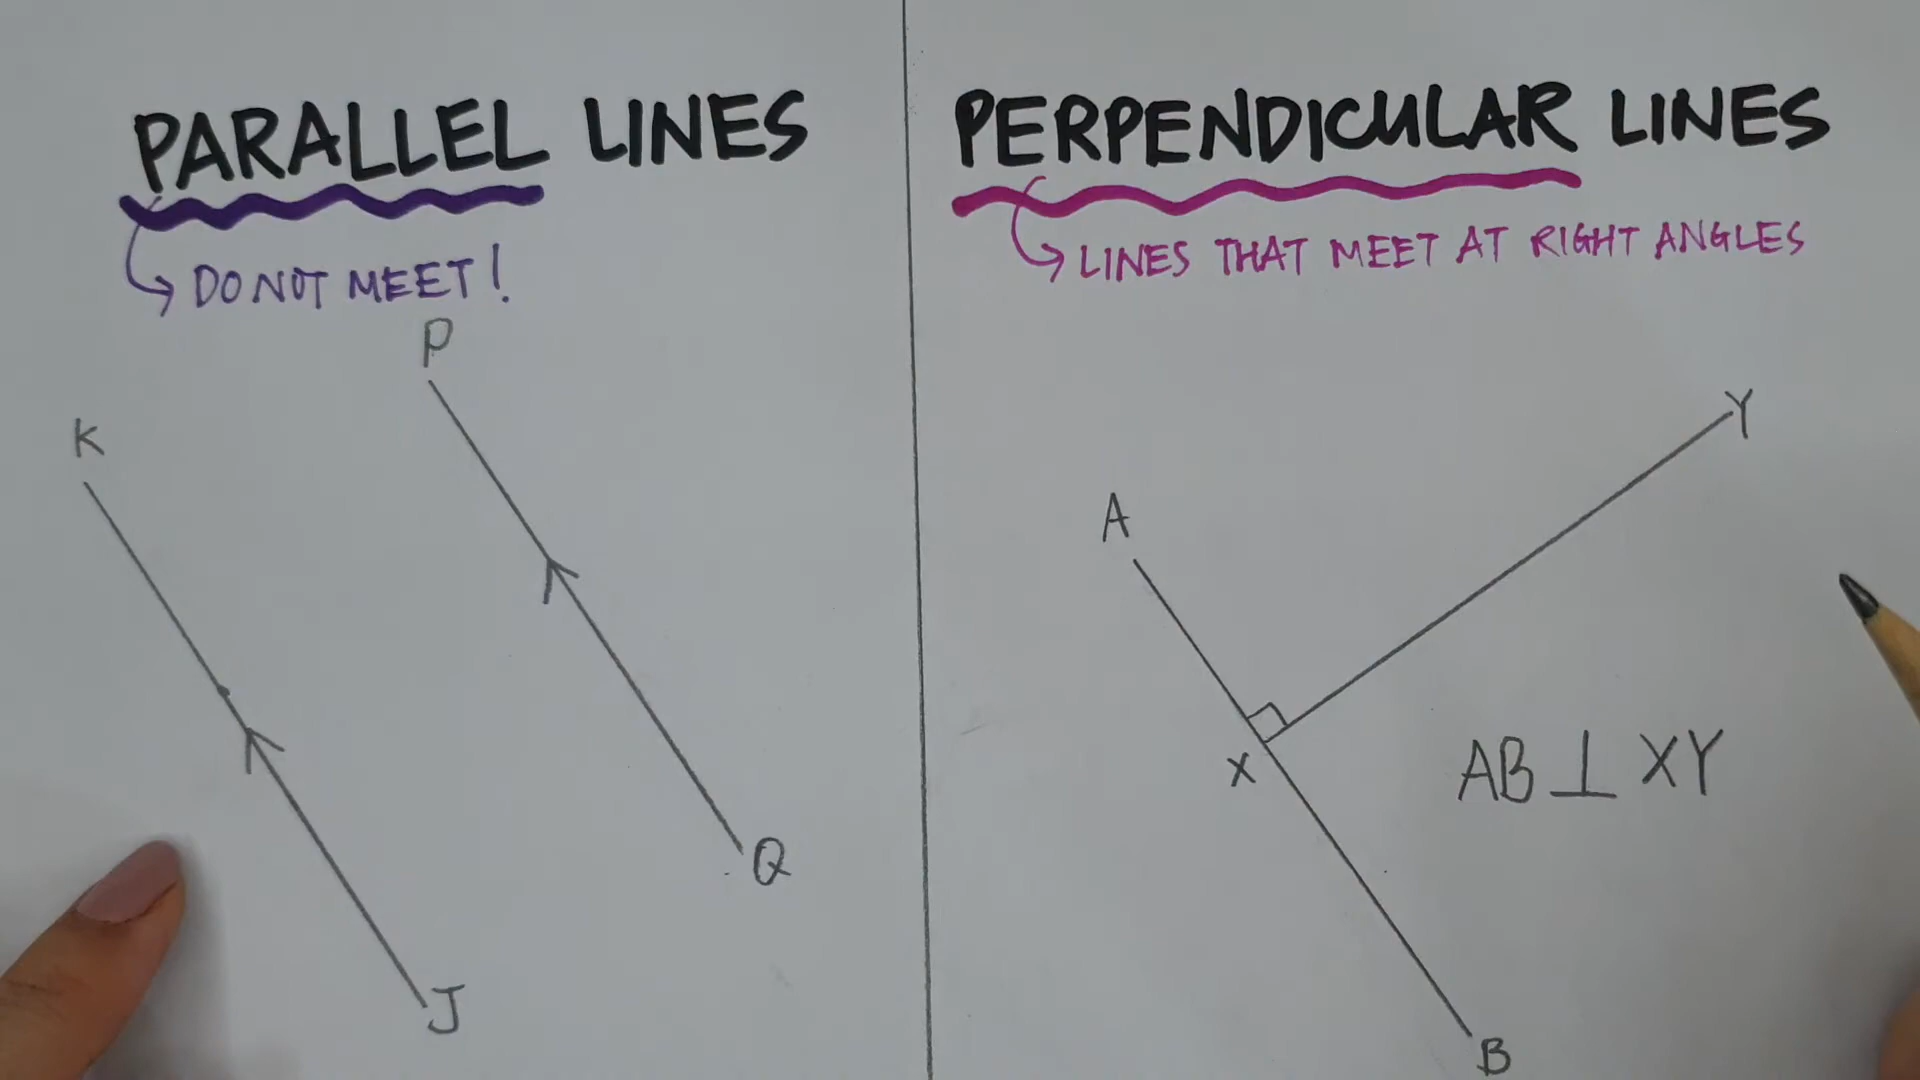 PARALLEL LINES
DO NOT MEET!
P
K
Q
J
PERPENDICULAR LINES
LINES THAT MEET AT RIGHT ANGLES
Y
A
X
AB ⊥ XY
B